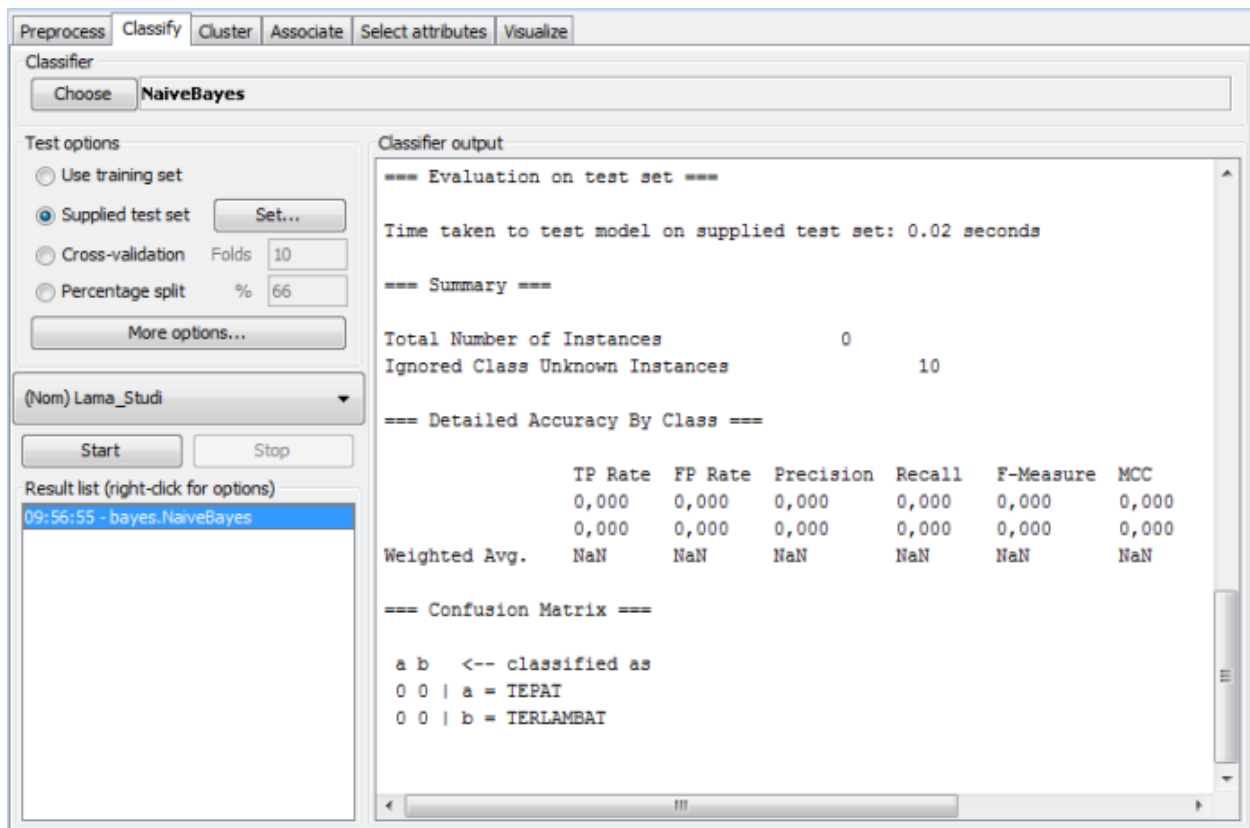 Preprocess Classify Cluster Associate Select attributes Visualize
Classifier
Choose NaiveBayes
Test options
Use training set
Supplied test set Set...
Cross-validation Folds 10
Percentage split % 66
More options...
(Nom) Lama_Studi
Start Stop
Result list (right-click for options)
09:56:55 - bayes.NaiveBayes
Classifier output
=== Evaluation on test set ===
Time taken to test model on supplied test set: 0.02 seconds
=== Summary ===
Total Number of Instances 0
Ignored Class Unknown Instances 10
=== Detailed Accuracy By Class ===
TP Rate FP Rate Precision Recall F-Measure MCC
0,000 0,000 0,000 0,000 0,000 0,000
0,000 0,000 0,000 0,000 0,000 0,000
Weighted Avg. NaN NaN NaN NaN NaN NaN
=== Confusion Matrix ===
a b <-- classified as
0 0 | a = TEPAT
0 0 | b = TERLAMBAT